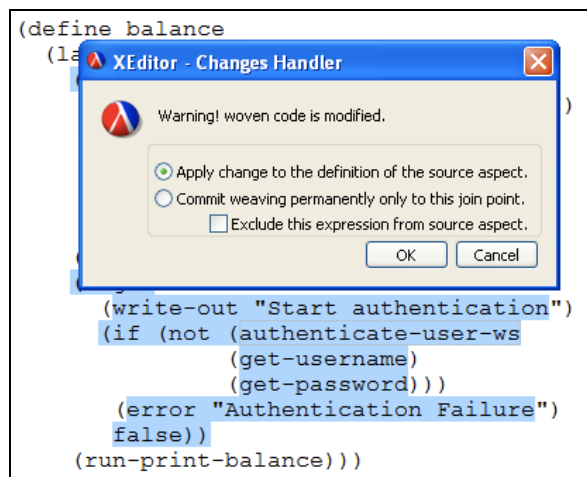 (define balance
(la
XEditor - Changes Handler
(
)
Warning! woven code is modified.
Apply change to the definition of the source aspect.
Commit weaving permanently only to this join point.
Exclude this expression from source aspect.
OK Cancel
(
(write-out "Start authentication")
(if (not (authenticate-user-ws
(get-username)
(get-password)))
(error "Authentication Failure")
false))
(run-print-balance)))